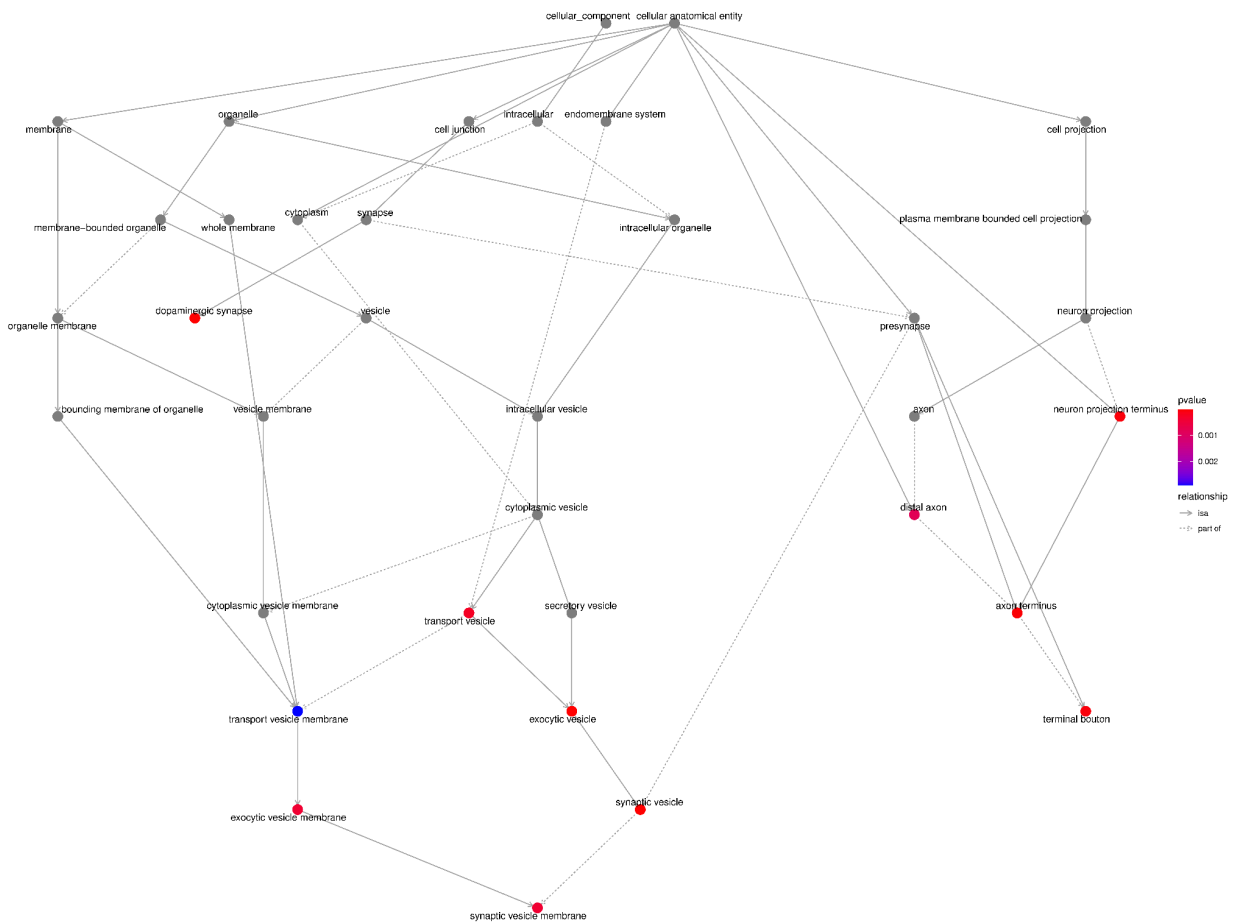 cellular_component
cellular anatomical entity
membrane
organelle
cell junction
intracellular
endomembrane system
cell projection
membrane−bounded organelle
whole membrane
cytoplasm
synapse
intracellular organelle
plasma membrane bounded cell projection
organelle membrane
dopaminergic synapse
vesicle
presynapse
neuron projection
bounding membrane of organelle
vesicle membrane
intracellular vesicle
axon
neuron projection terminus
pvalue
0.001
0.002
relationship
isa
part of
cytoplasmic vesicle
distal axon
cytoplasmic vesicle membrane
transport vesicle
secretory vesicle
axon terminus
transport vesicle membrane
exocytic vesicle
terminal bouton
exocytic vesicle membrane
synaptic vesicle
synaptic vesicle membrane